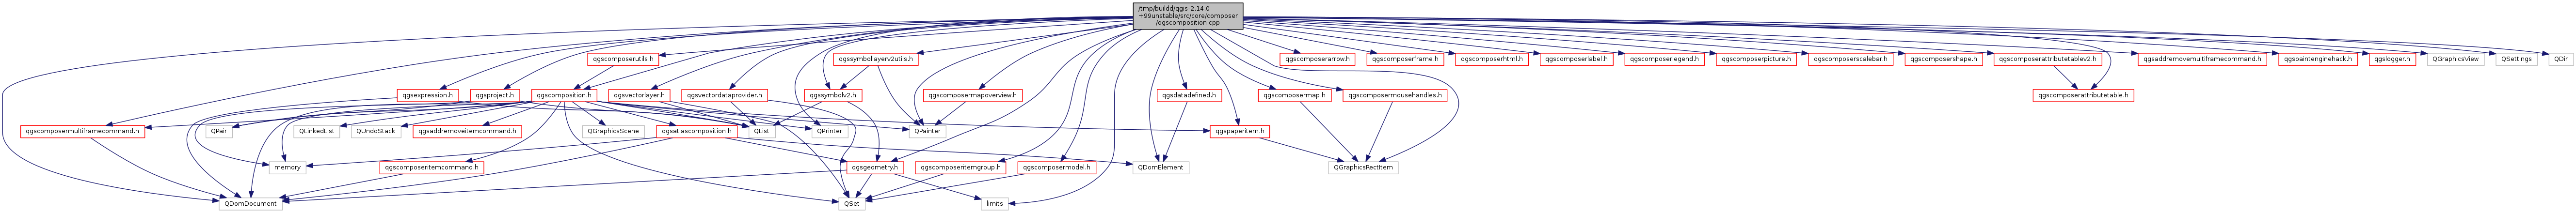 /tmp/buildd/qgis-2.14.0
+99unstable/src/core/composer
/qgscomposition.cpp
qgscomposerutils.h
qgssymbollayerv2utils.h
qgscomposerarrow.h
qgscomposerframe.h
qgscomposerhtml.h
qgscomposerlabel.h
qgscomposerlegend.h
qgscomposerpicture.h
qgscomposerscalebar.h
qgscomposershape.h
qgscomposerattributetablev2.h
qgsaddremovemultiframecommand.h
qgspaintenginehack.h
qgslogger.h
QGraphicsView
QSettings
QDir
qgsexpression.h
qgsproject.h
qgscomposition.h
qgsvectorlayer.h
qgsvectordataprovider.h
qgssymbolv2.h
qgscomposermapoverview.h
qgsdatadefined.h
qgscomposermap.h
qgscomposermousehandles.h
qgscomposerattributetable.h
qgscomposermultiframecommand.h
QPair
QLinkedList
QUndoStack
qgsaddremoveitemcommand.h
QGraphicsScene
qgsatlascomposition.h
QList
QPrinter
QPainter
qgspaperitem.h
memory
qgscomposeritemcommand.h
qgsgeometry.h
qgscomposeritemgroup.h
qgscomposermodel.h
QDomElement
QGraphicsRectItem
QDomDocument
QSet
limits